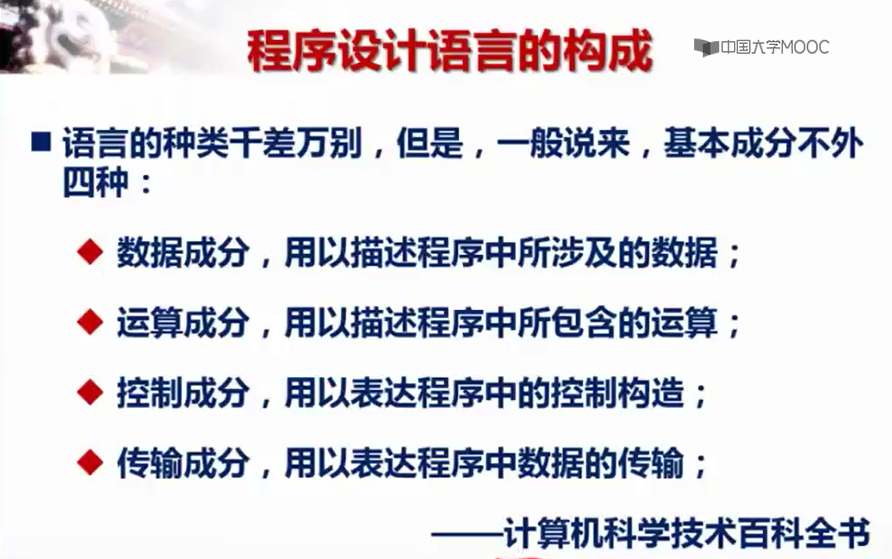 程序设计语言的构成
中国大学MOOC
语言的种类千差万别，但是，一般说来，基本成分不外
四种：
数据成分，用以描述程序中所涉及的数据；
运算成分，用以描述程序中所包含的运算；
控制成分，用以表达程序中的控制构造；
传输成分，用以表达程序中数据的传输；
——计算机科学技术百科全书